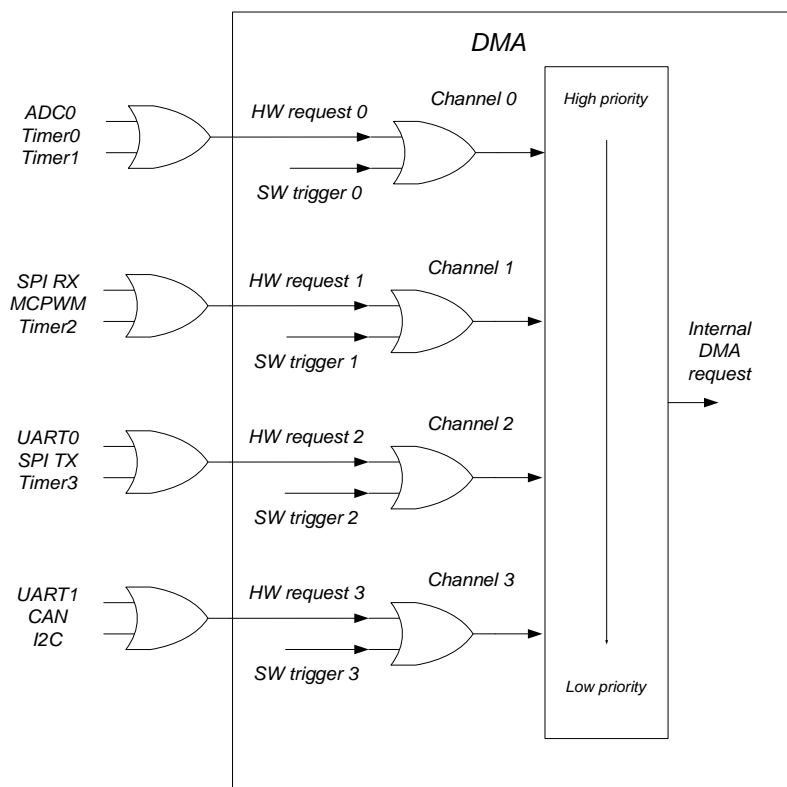 DMA
ADC0
Timer0
Timer1
HW request 0
SW trigger 0
Channel 0
High priority
SPI RX
MCPWM
Timer2
HW request 1
SW trigger 1
Channel 1
Internal
DMA
request
UART0
SPI TX
Timer3
HW request 2
SW trigger 2
Channel 2
UART1
CAN
I2C
HW request 3
SW trigger 3
Channel 3
Low priority